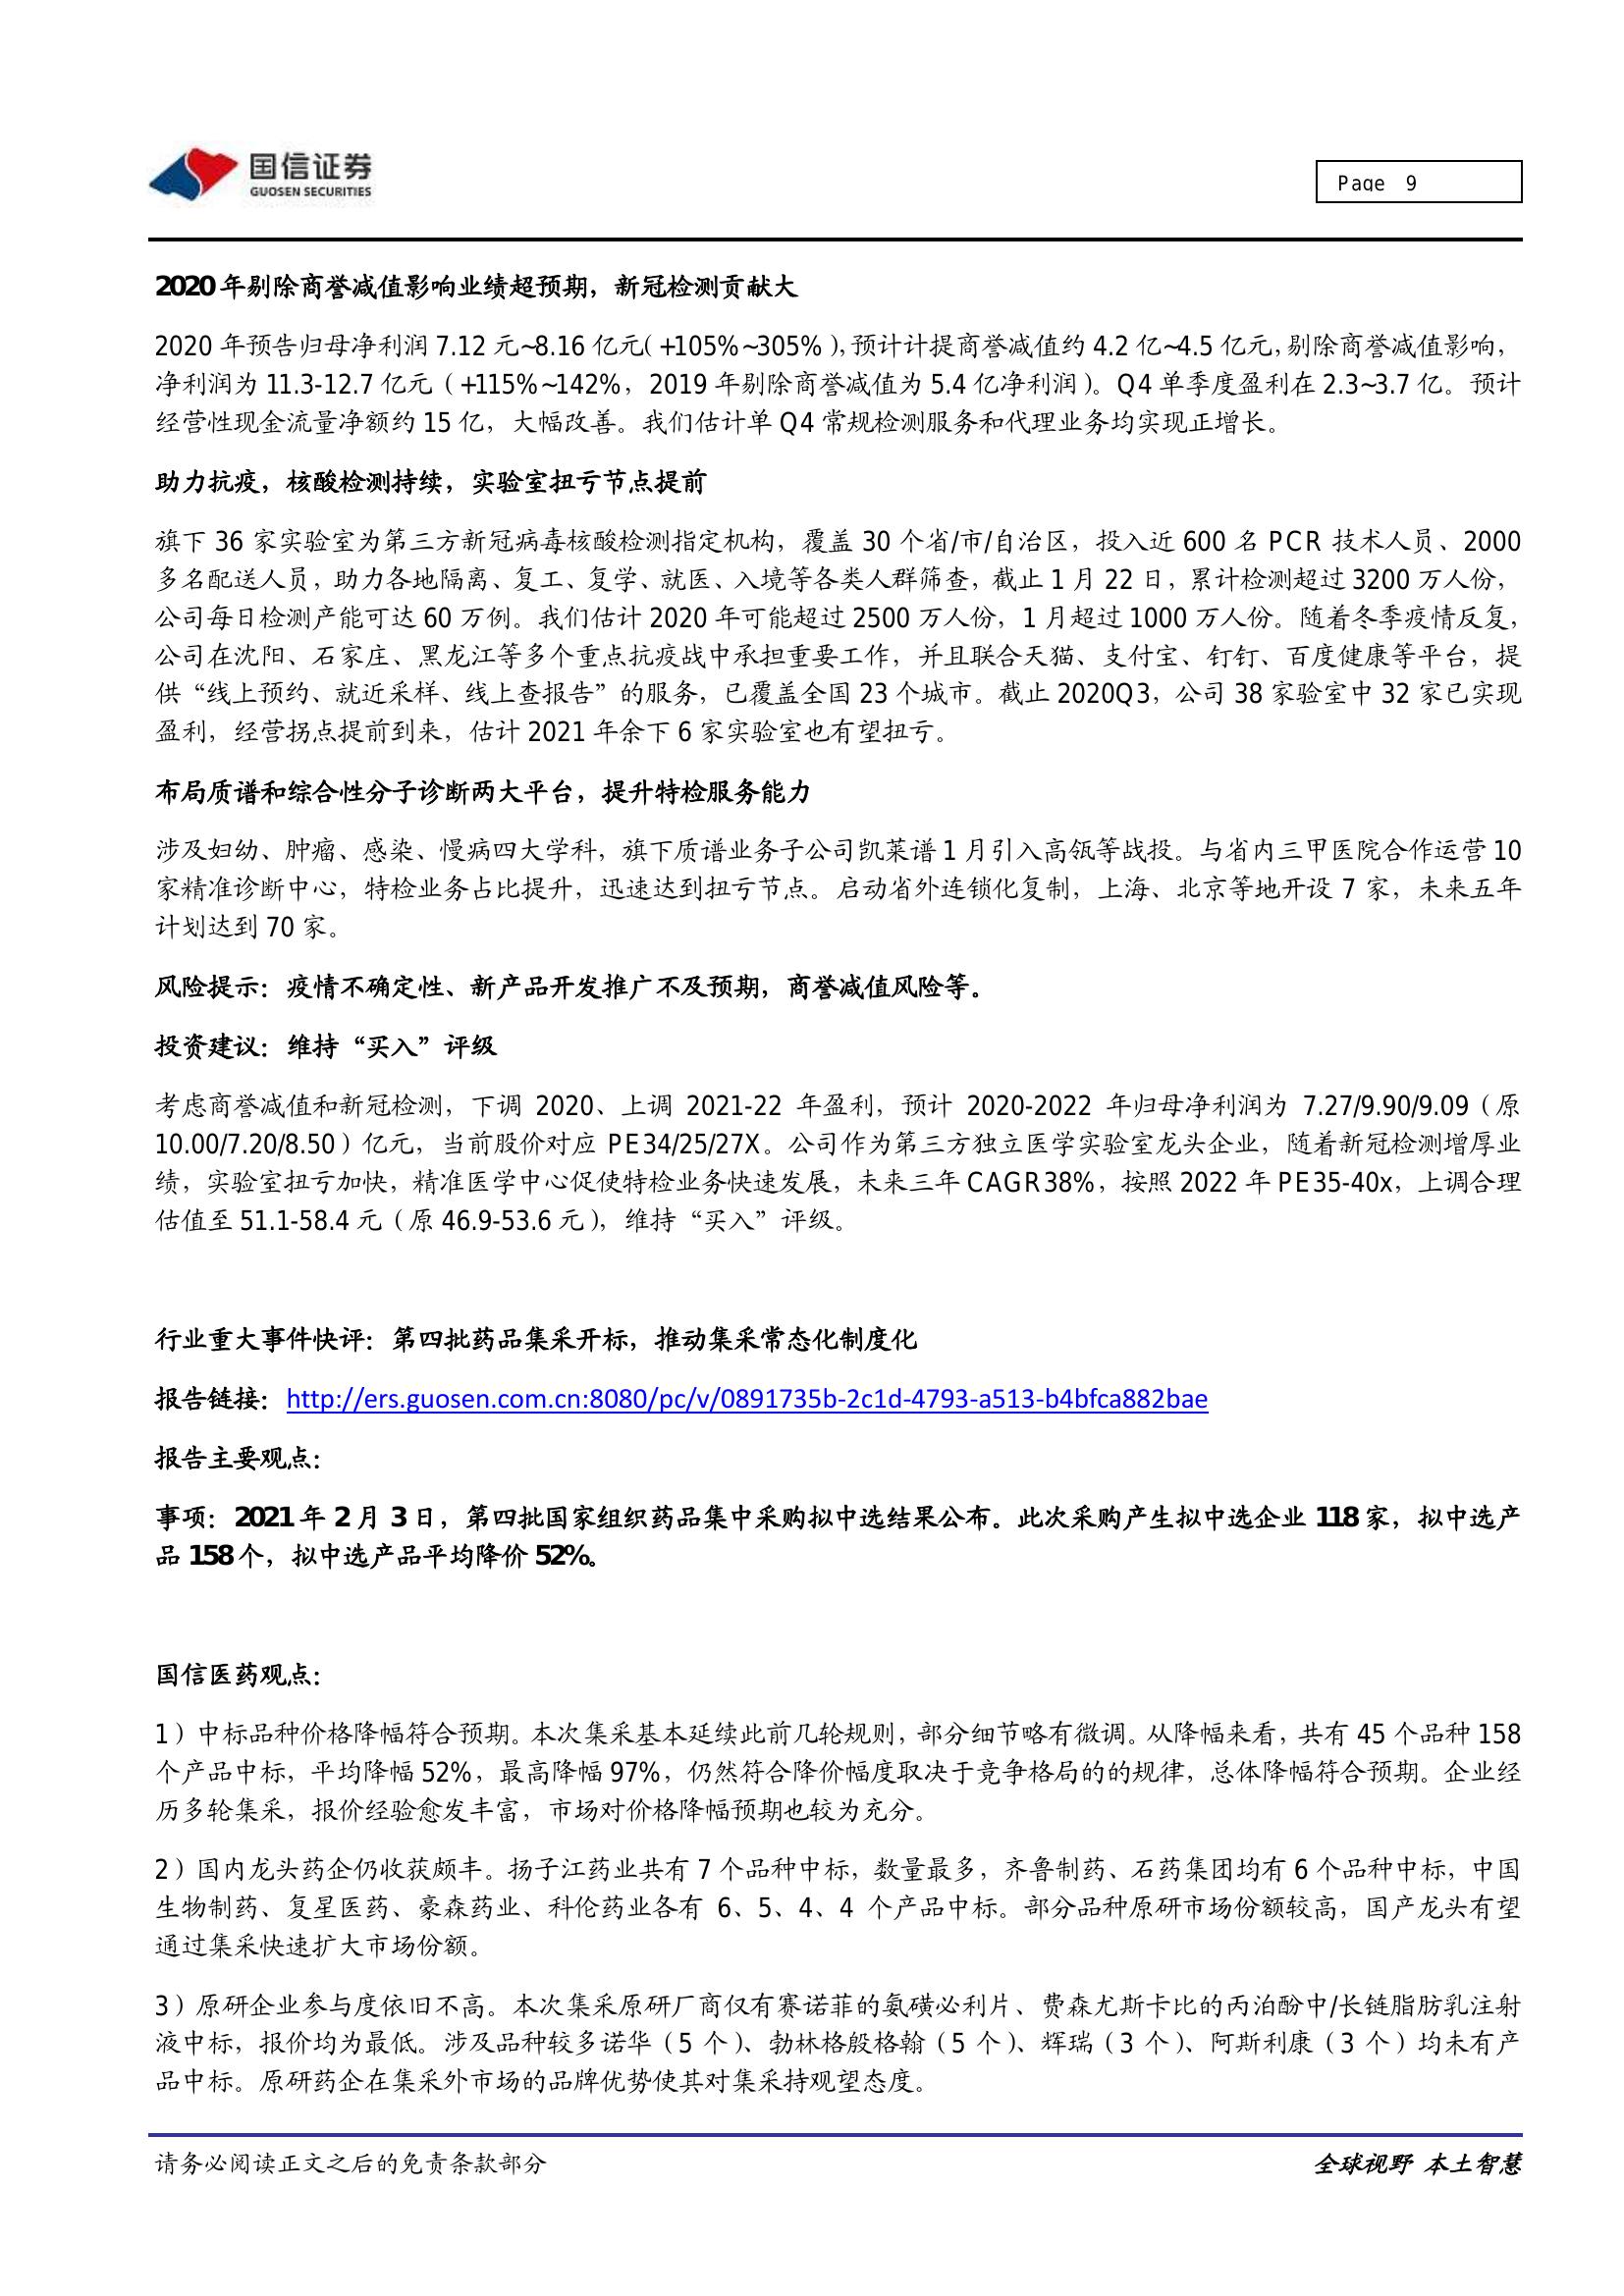 国信证券
GUOSEN SECURITIES
Page 9
2020 年剔除商誉减值影响业绩超预期，新冠检测贡献大
2020 年预告归母净利润 7.12 元~8.16 亿元（+105%~305%），预计计提商誉减值约 4.2 亿~4.5 亿元，剔除商誉减值影响，
净利润为 11.3-12.7 亿元（+115%~142%，2019 年剔除商誉减值为 5.4 亿净利润）。Q4 单季度盈利在 2.3~3.7 亿。预计
经营性现金流量净额约 15 亿，大幅改善。我们估计单 Q4 常规检测服务和代理业务均实现正增长。
助力抗疫，核酸检测持续，实验室扭亏节点提前
旗下 36 家实验室为第三方新冠病毒核酸检测指定机构，覆盖 30 个省/市/自治区，投入近 600 名 PCR 技术人员、2000
多名配送人员，助力各地隔离、复工、复学、就医、入境等各类人群筛查，截止 1 月 22 日，累计检测超过 3200 万人份，
公司每日检测产能可达 60 万例。我们估计 2020 年可能超过 2500 万人份，1 月超过 1000 万人份。随着冬季疫情反复，
公司在沈阳、石家庄、黑龙江等多个重点抗疫战中承担重要工作，并且联合天猫、支付宝、钉钉、百度健康等平台，提
供“线上预约、就近采样、线上查报告”的服务，已覆盖全国 23 个城市。截止 2020Q3，公司 38 家验室中 32 家已实现
盈利，经营拐点提前到来，估计 2021 年余下 6 家实验室也有望扭亏。
布局质谱和综合性分子诊断两大平台，提升特检服务能力
涉及妇幼、肿瘤、感染、慢病四大学科，旗下质谱业务子公司凯莱谱 1 月引入高瓴等战投。与省内三甲医院合作运营 10
家精准诊断中心，特检业务占比提升，迅速达到扭亏节点。启动省外连锁化复制，上海、北京等地开设 7 家，未来五年
计划达到 70 家。
风险提示：疫情不确定性、新产品开发推广不及预期，商誉减值风险等。
投资建议：维持“买入”评级
考虑商誉减值和新冠检测，下调 2020、上调 2021-22 年盈利，预计 2020-2022 年归母净利润为 7.27/9.90/9.09（原
10.00/7.20/8.50）亿元，当前股价对应 PE34/25/27X。公司作为第三方独立医学实验室龙头企业，随着新冠检测增厚业
绩，实验室扭亏加快，精准医学中心促使特检业务快速发展，未来三年 CAGR38%，按照 2022 年 PE35-40x，上调合理
估值至 51.1-58.4 元（原 46.9-53.6 元），维持“买入”评级。
行业重大事件快评：第四批药品集采开标，推动集采常态化制度化
报告链接：http://ers.guosen.com.cn:8080/pc/v/0891735b-2c1d-4793-a513-b4bfca882bae
报告主要观点：
事项：2021 年 2 月 3 日，第四批国家组织药品集中采购拟中选结果公布。此次采购产生拟中选企业 118 家，拟中选产
品 158 个，拟中选产品平均降价 52%。
国信医药观点：
1）中标品种价格降幅符合预期。本次集采基本延续此前几轮规则，部分细节略有微调。从降幅来看，共有 45 个品种 158
个产品中标，平均降幅 52%，最高降幅 97%，仍然符合降价幅度取决于竞争格局的的规律，总体降幅符合预期。企业经
历多轮集采，报价经验愈发丰富，市场对价格降幅预期也较为充分。
2）国内龙头药企仍收获颇丰。扬子江药业共有 7 个品种中标，数量最多，齐鲁制药、石药集团均有 6 个品种中标，中国
生物制药、复星医药、豪森药业、科伦药业各有 6、5、4、4 个产品中标。部分品种原研市场份额较高，国产龙头有望
通过集采快速扩大市场份额。
3）原研企业参与度依旧不高。本次集采原研厂商仅有赛诺菲的氨磺必利片、费森尤斯卡比的丙泊酚中/长链脂肪乳注射
液中标，报价均为最低。涉及品种较多诺华（5 个）、勃林格殷格翰（5 个）、辉瑞（3 个）、阿斯利康（3 个）均未有产
品中标。原研药企在集采外市场的品牌优势使其对集采持观望态度。
请务必阅读正文之后的免责条款部分
全球视野 本土智慧